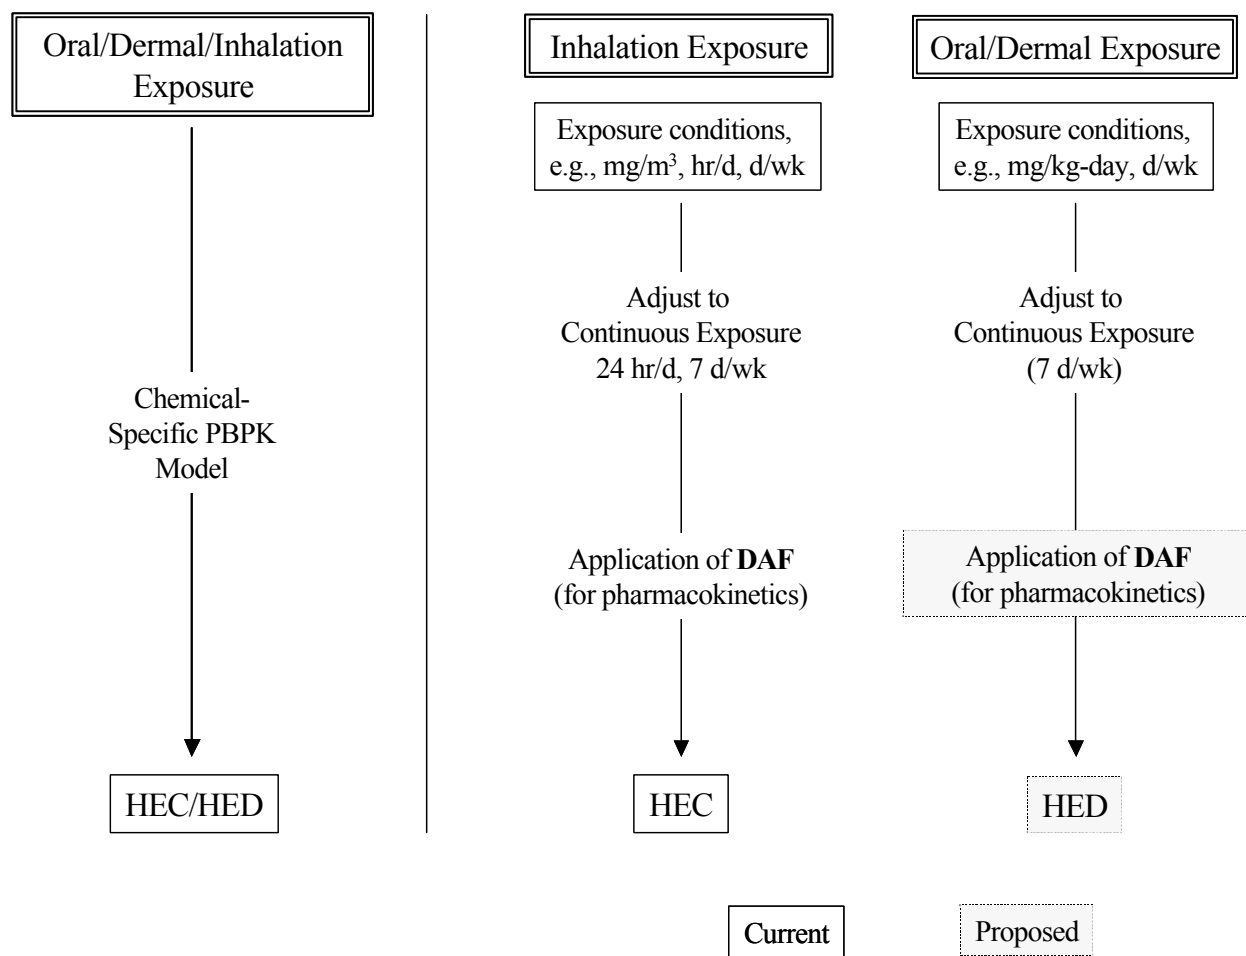 Oral/Dermal/Inhalation
Exposure
Chemical-
Specific PBPK
Model
HEC/HED
Inhalation Exposure
Exposure conditions,
e.g., mg/m³, hr/d, d/wk
Adjust to
Continuous Exposure
24 hr/d, 7 d/wk
Application of DAF
(for pharmacokinetics)
HEC
Oral/Dermal Exposure
Exposure conditions,
e.g., mg/kg-day, d/wk
Adjust to
Continuous Exposure
(7 d/wk)
Application of DAF
(for pharmacokinetics)
HED
Current
Proposed